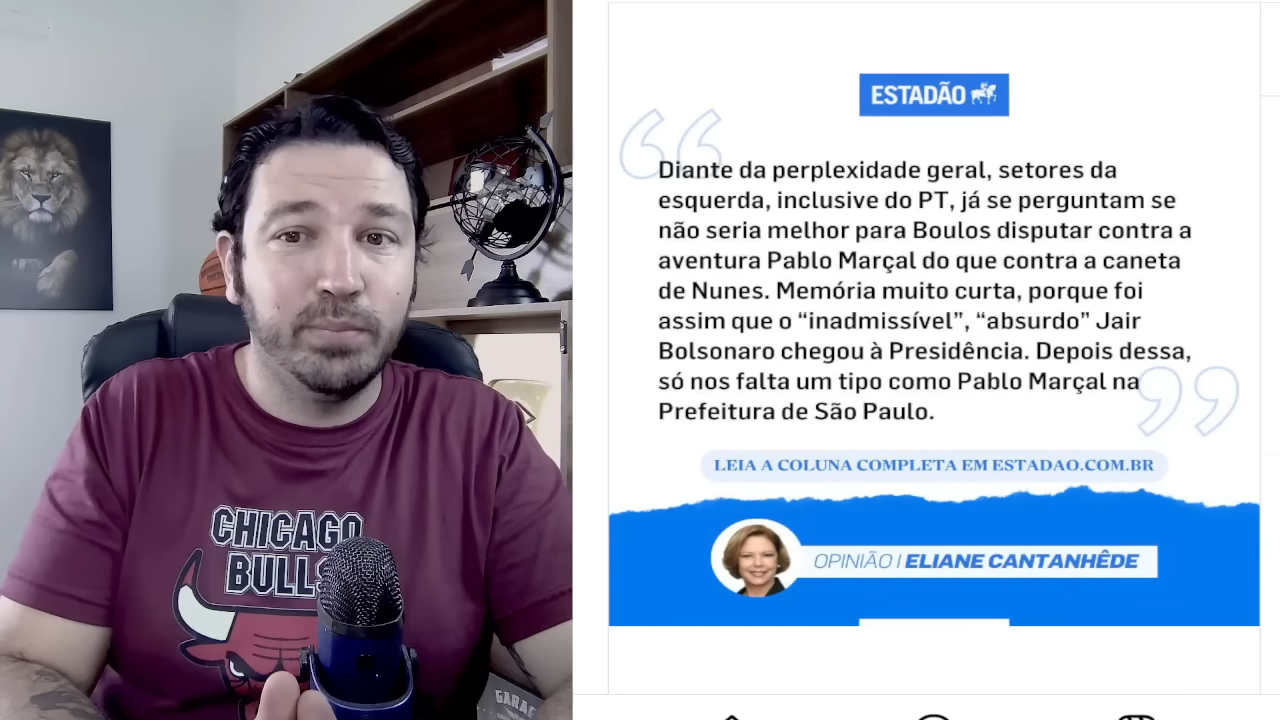 CHICAGO
BULLS
ESTADÃO
Diante da perplexidade geral, setores da
esquerda, inclusive do PT, já se perguntam se
não seria melhor para Boulos disputar contra a
aventura Pablo Marçal do que contra a caneta
de Nunes. Memória muito curta, porque foi
assim que o “inadmissível”, “absurdo” Jair
Bolsonaro chegou à Presidência. Depois dessa,
só nos falta um tipo como Pablo Marçal na
Prefeitura de São Paulo.
LEIA A COLUNA COMPLETA EM ESTADAO.COM.BR
OPINIÃO | ELIANE CANTANHÊDE